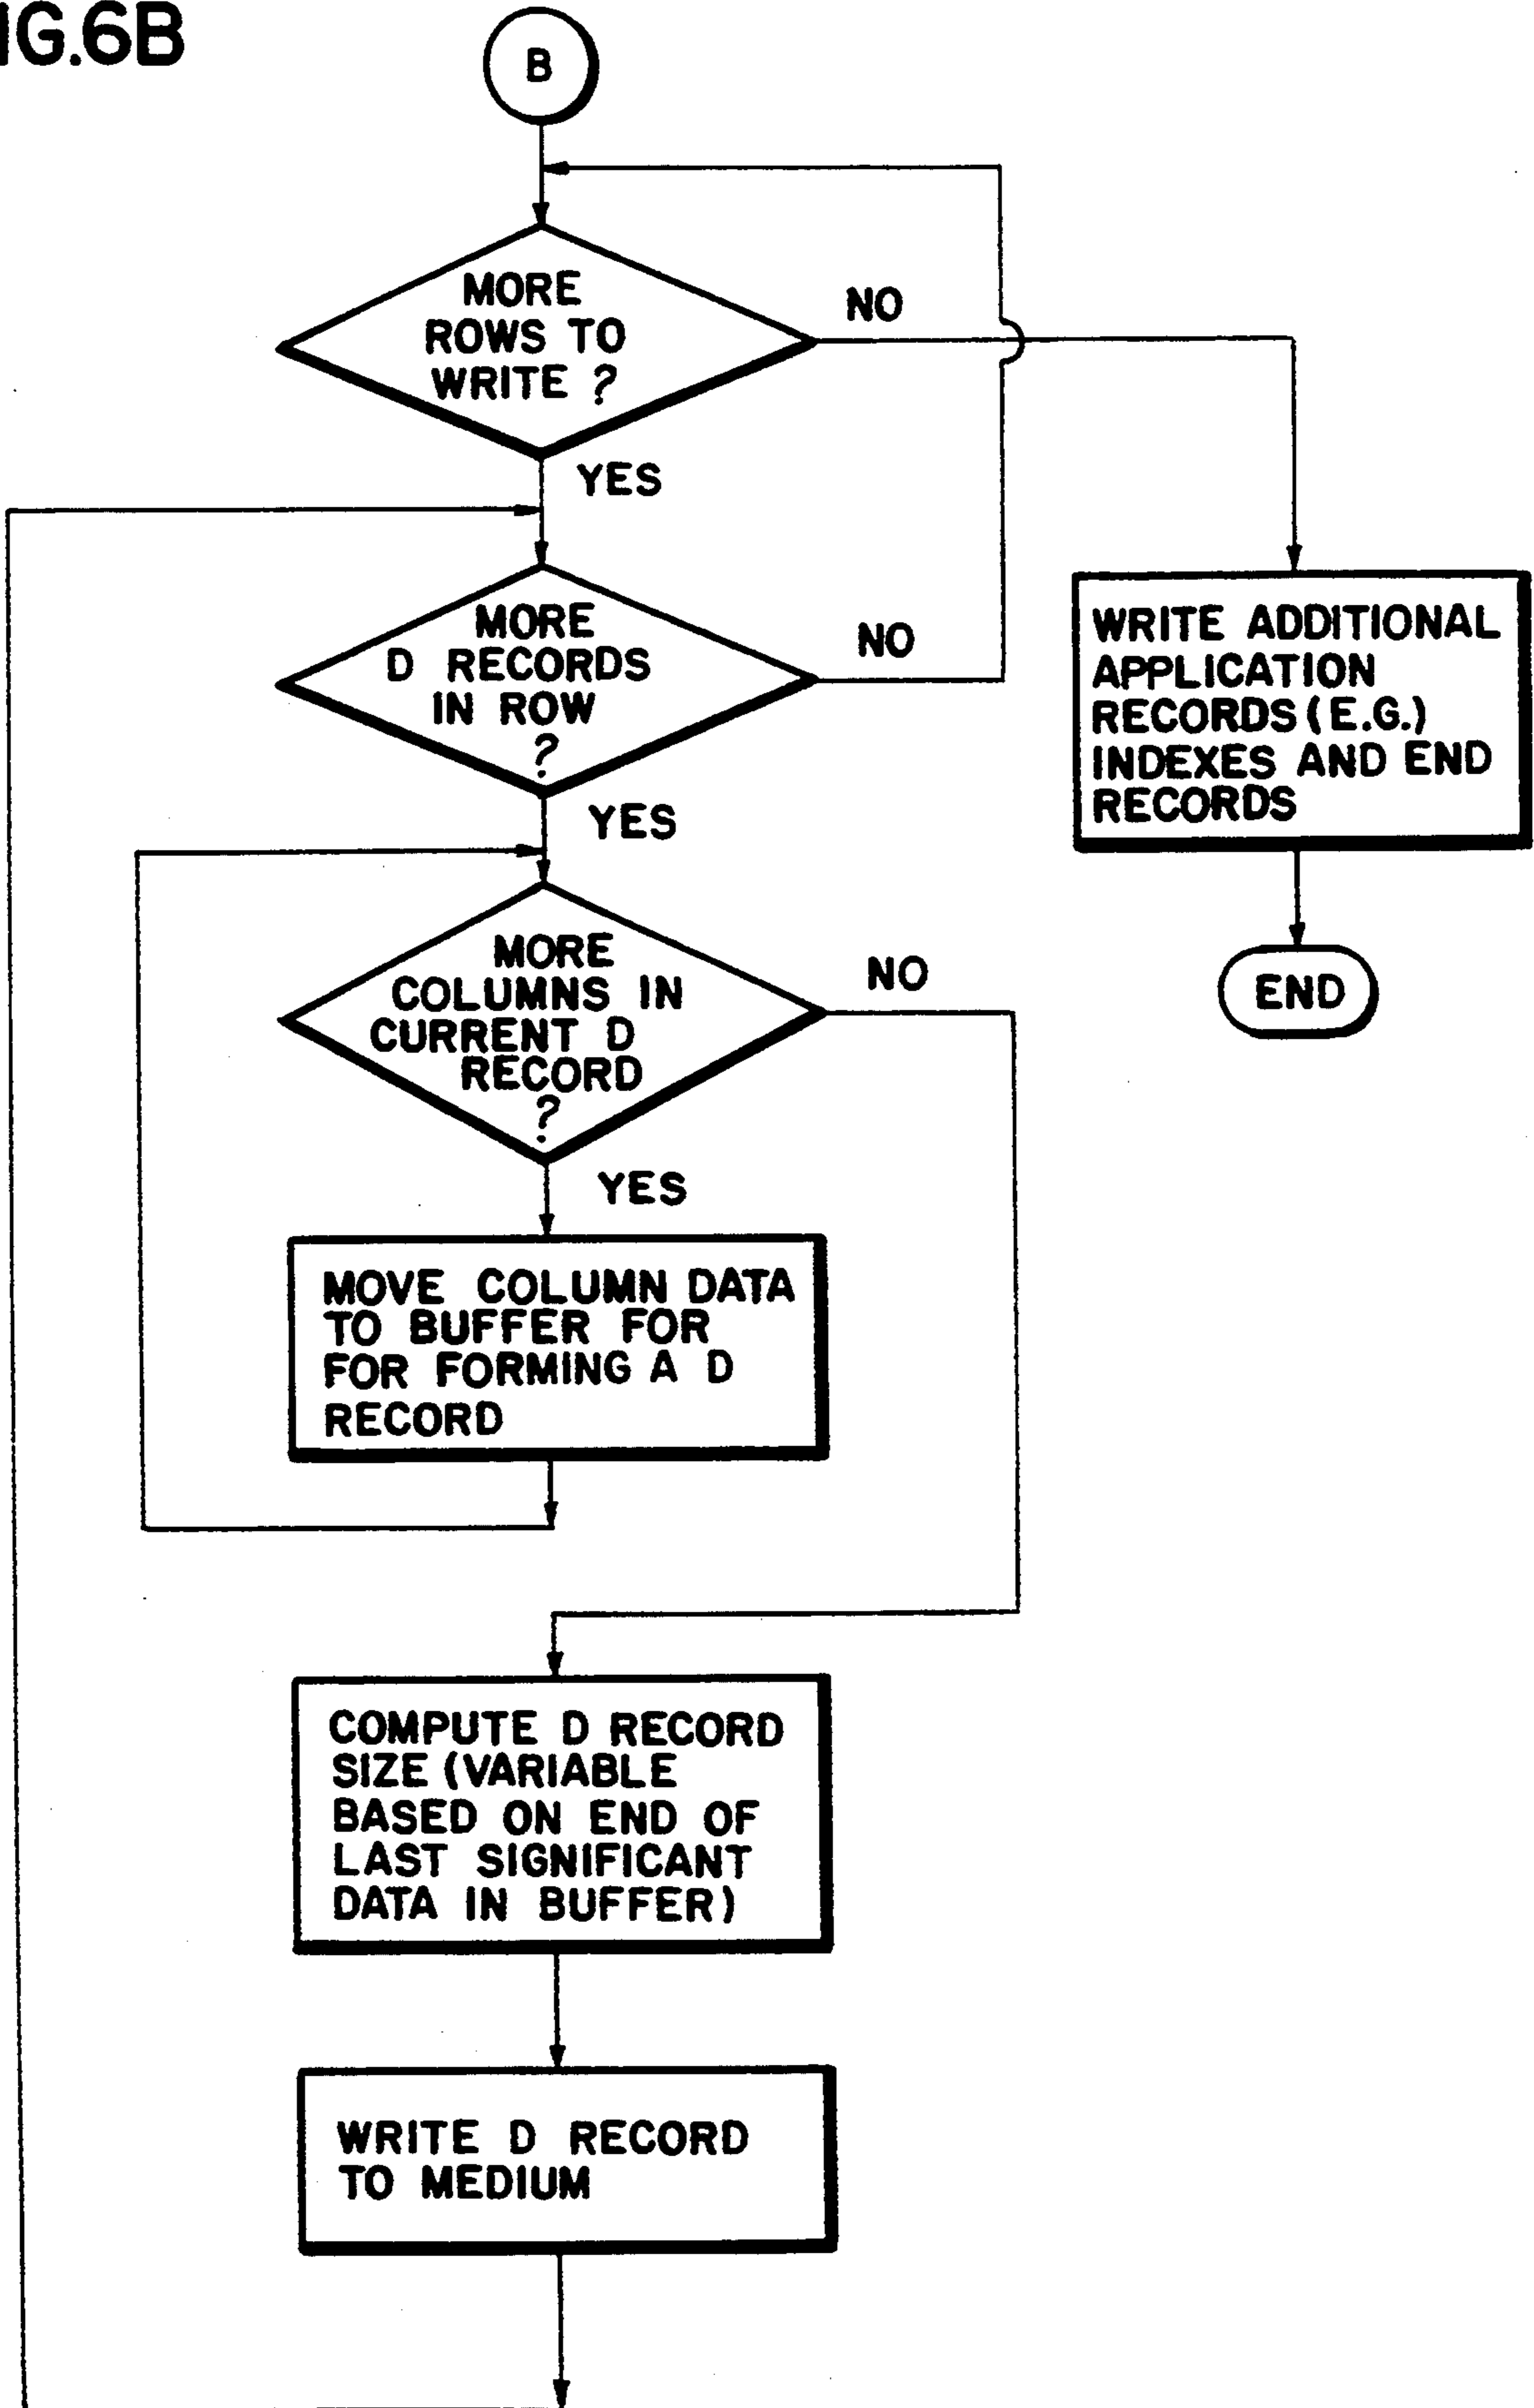 IG.6B
B
MORE
ROWS TO
WRITE ?
NO
YES
MORE
D RECORDS
IN ROW
?
NO
YES
WRITE ADDITIONAL
APPLICATION
RECORDS (E.G.)
INDEXES AND END
RECORDS
END
MORE
COLUMNS IN
CURRENT D
RECORD
?
NO
YES
MOVE COLUMN DATA
TO BUFFER FOR
FOR FORMING A D
RECORD
COMPUTE D RECORD
SIZE (VARIABLE
BASED ON END OF
LAST SIGNIFICANT
DATA IN BUFFER)
WRITE D RECORD
TO MEDIUM